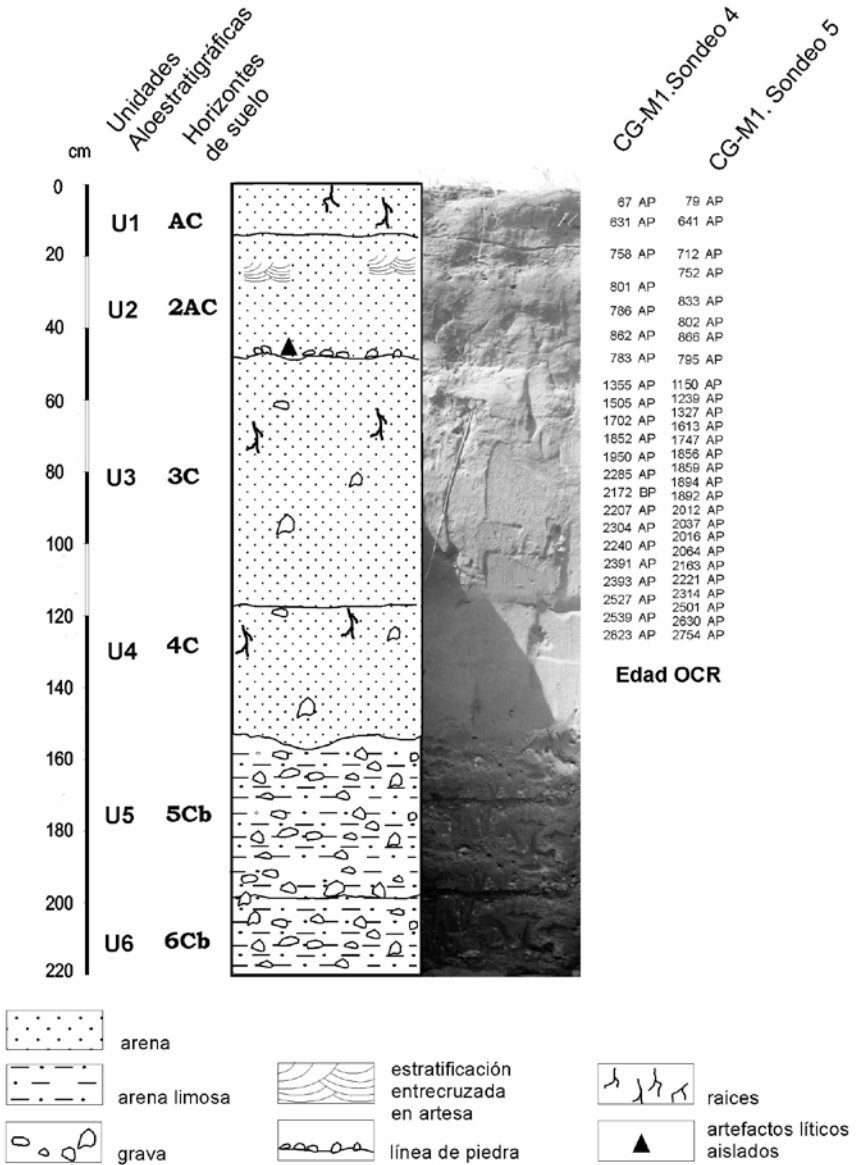 Unidades
Aloestratigráficas
Horizontes
de suelo
CG-M1.Sondeo 4
CG-M1. Sondeo 5
cm
0
20
40
60
80
100
120
140
160
180
200
220
U1 AC
U2 2AC
U3 3C
U4 4C
U5 5Cb
U6 6Cb
67 AP
631 AP
758 AP
801 AP
786 AP
862 AP
783 AP
1355 AP
1505 AP
1702 AP
1852 AP
1950 AP
2285 AP
2172 BP
2207 AP
2304 AP
2240 AP
2391 AP
2393 AP
2527 AP
2539 AP
2823 AP
79 AP
641 AP
712 AP
752 AP
833 AP
802 AP
866 AP
795 AP
1150 AP
1239 AP
1327 AP
1613 AP
1747 AP
1856 AP
1859 AP
1894 AP
1892 AP
2012 AP
2037 AP
2016 AP
2064 AP
2163 AP
2221 AP
2314 AP
2501 AP
2630 AP
2754 AP
Edad OCR
arena
arena limosa
grava
estratificación
entrecruzada
en artesa
línea de piedra
raices
artefactos líticos
aislados